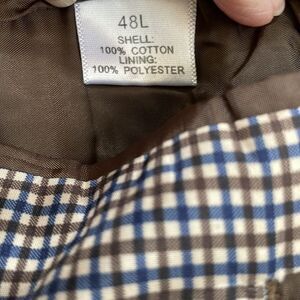 48L
SHELL:
100% COTTON
LINING:
100% POLYESTER